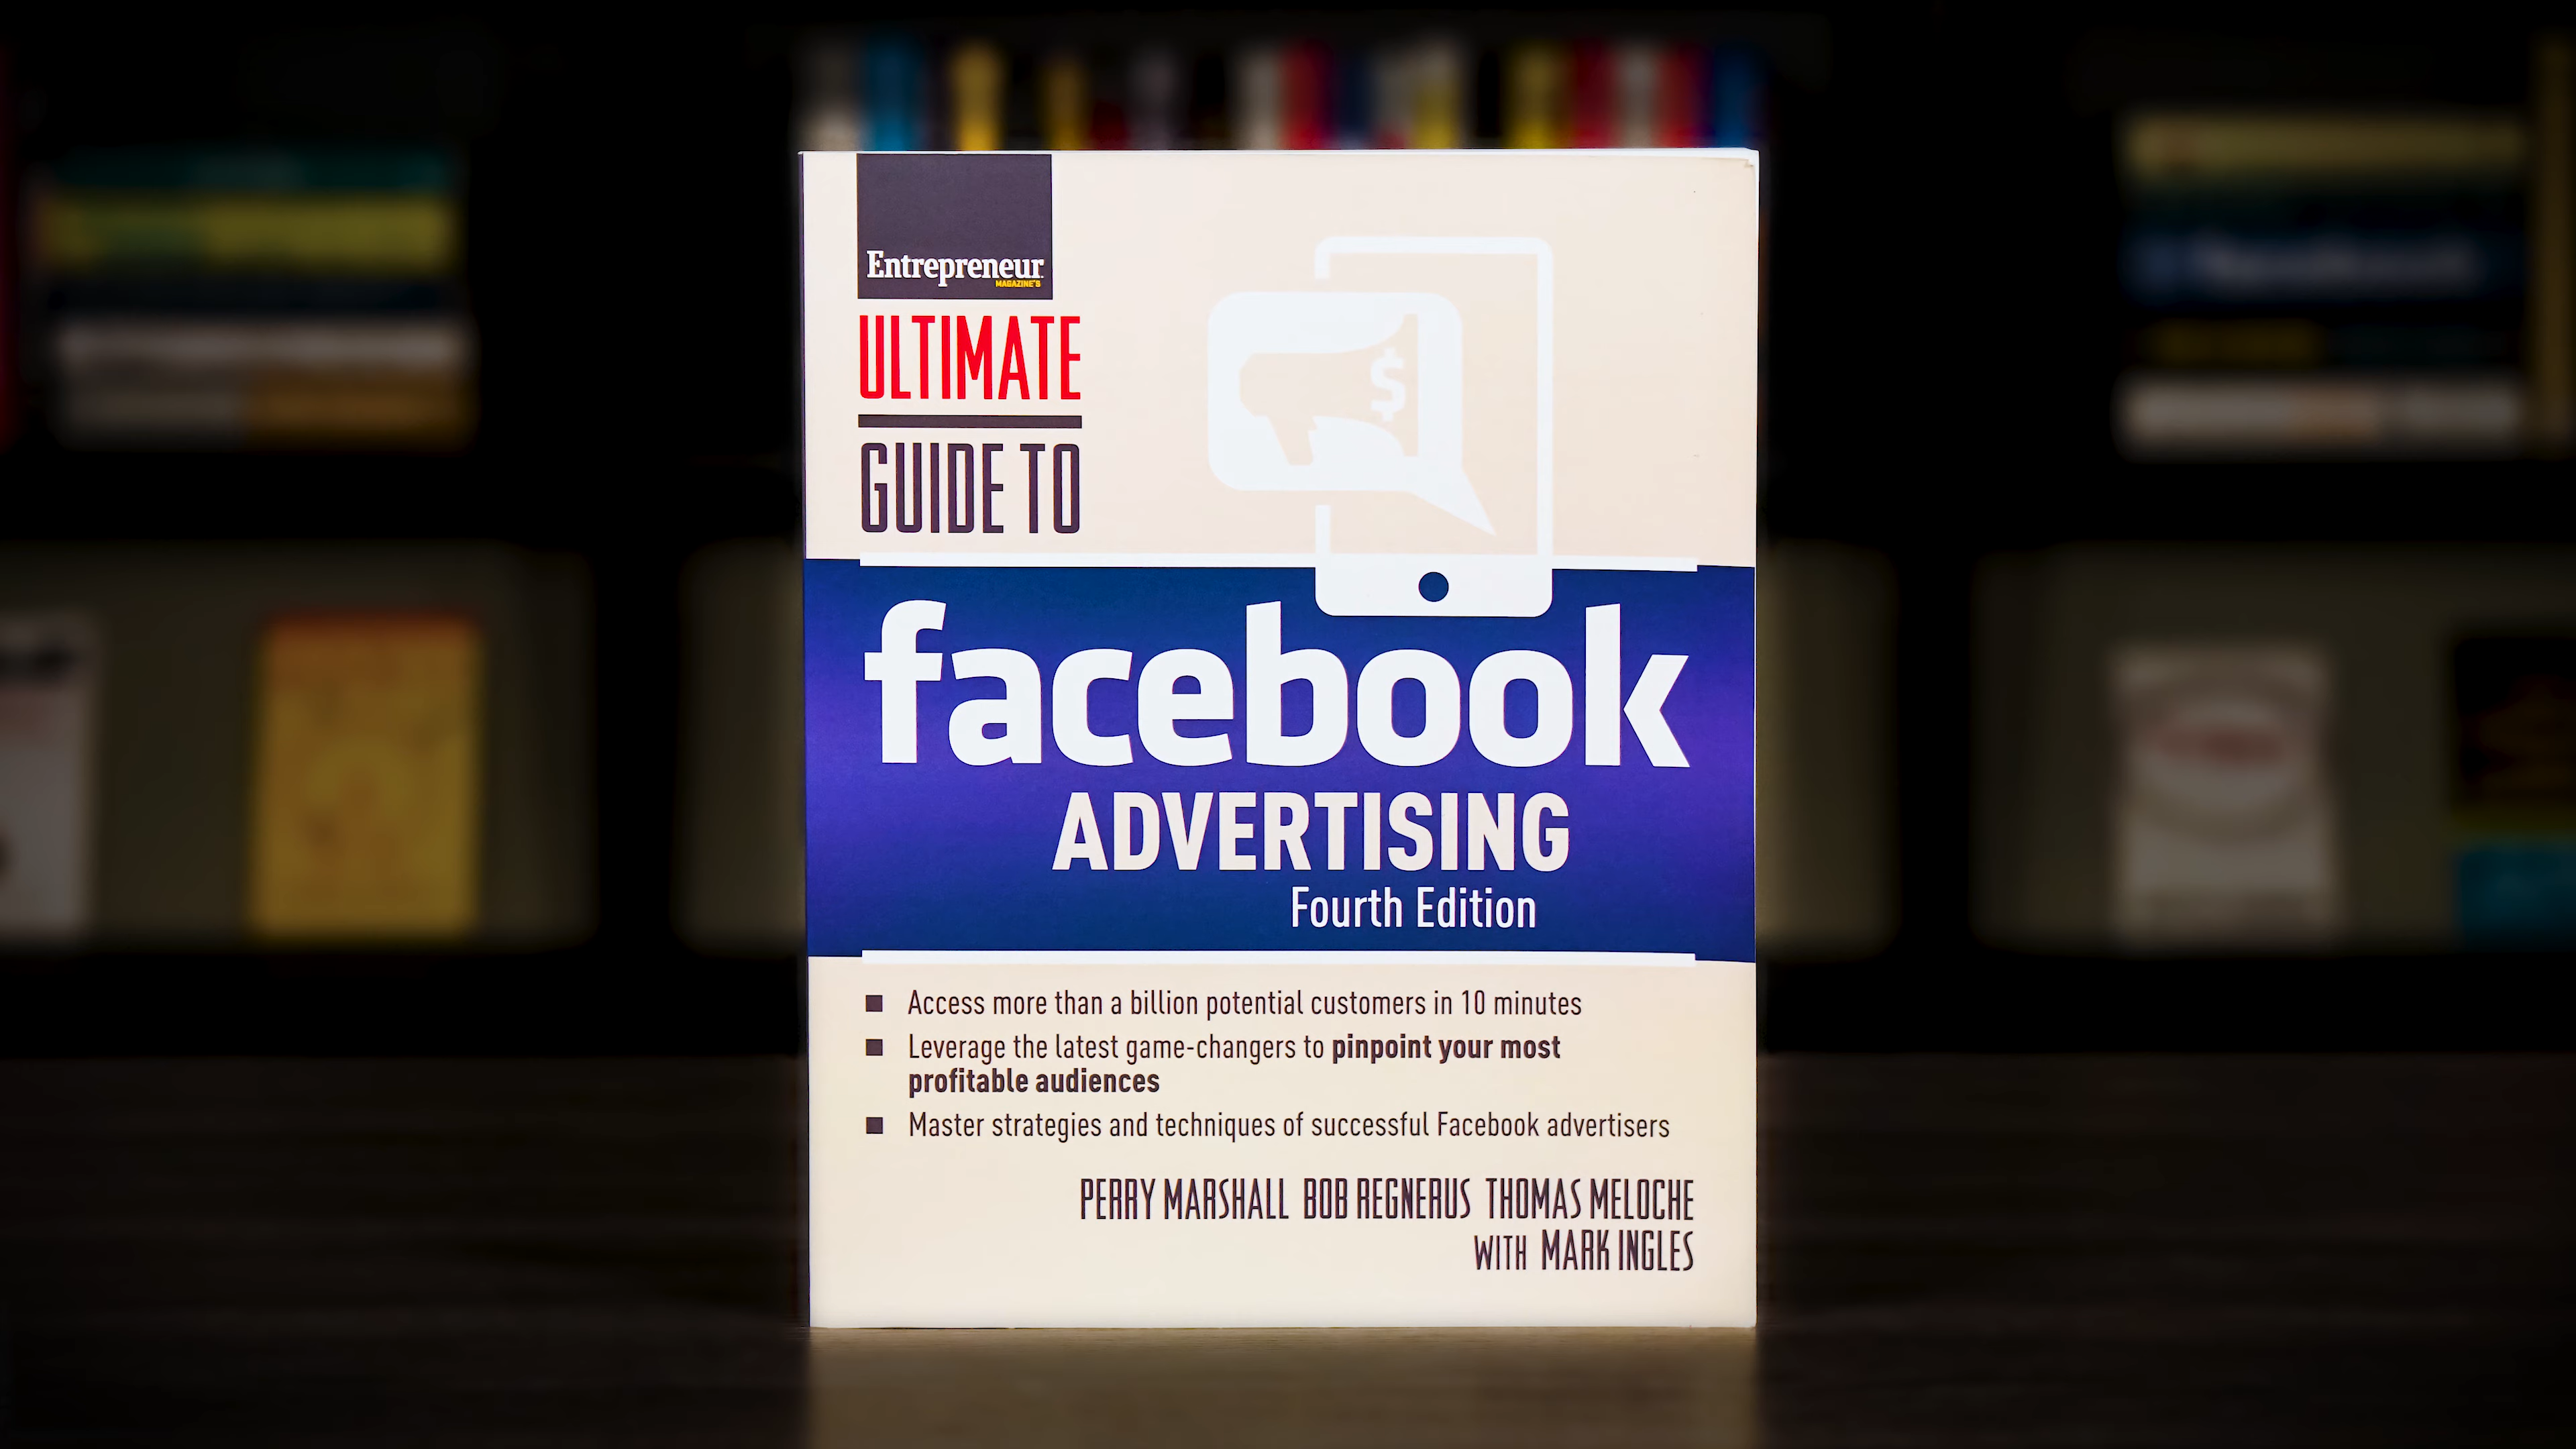 Entrepreneur
MAGAZINE'S
ULTIMATE
GUIDE TO
$
facebook
ADVERTISING
Fourth Edition
■ Access more than a billion potential customers in 10 minutes
■ Leverage the latest game-changers to pinpoint your most
profitable audiences
■ Master strategies and techniques of successful Facebook advertisers
PERRY MARSHALL BOB REGNERUS THOMAS MELOCHE
WITH MARK INGLES